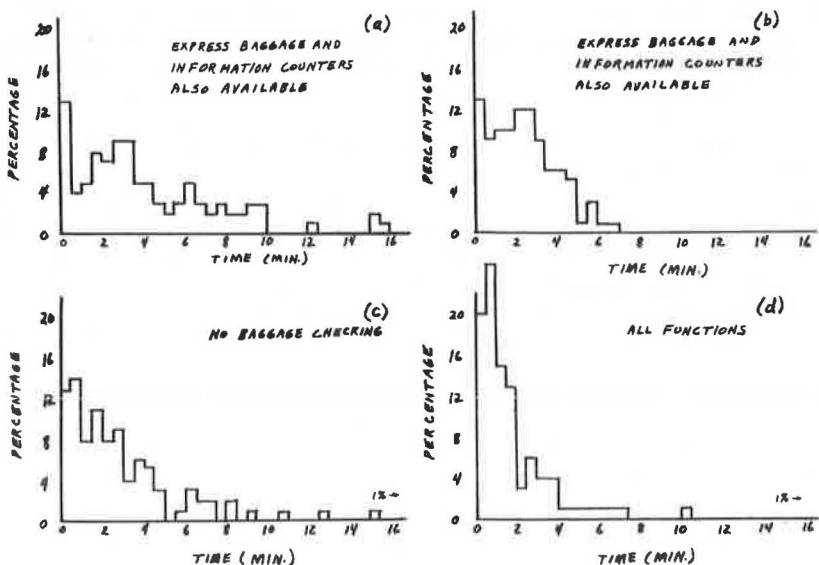 (a)
EXPRESS BAGGAGE AND
INFORMATION COUNTERS
ALSO AVAILABLE
PERCENTAGE
20
16
12
8
4
0
0 2 4 6 8 10 12 14 16
TIME (MIN.)
(b)
EXPRESS BAGGAGE AND
INFORMATION COUNTERS
ALSO AVAILABLE
PERCENTAGE
20
16
12
8
4
0
0 2 4 6 8 10 12 14 16
TIME (MIN.)
(c)
NO BAGGAGE CHECKING
PERCENTAGE
20
16
12
8
4
0
1% →
0 2 4 6 8 10 12 14 16
TIME (MIN.)
(d)
ALL FUNCTIONS
PERCENTAGE
20
16
12
8
4
0
1% →
0 2 4 6 8 10 12 14 16
TIME (MIN.)